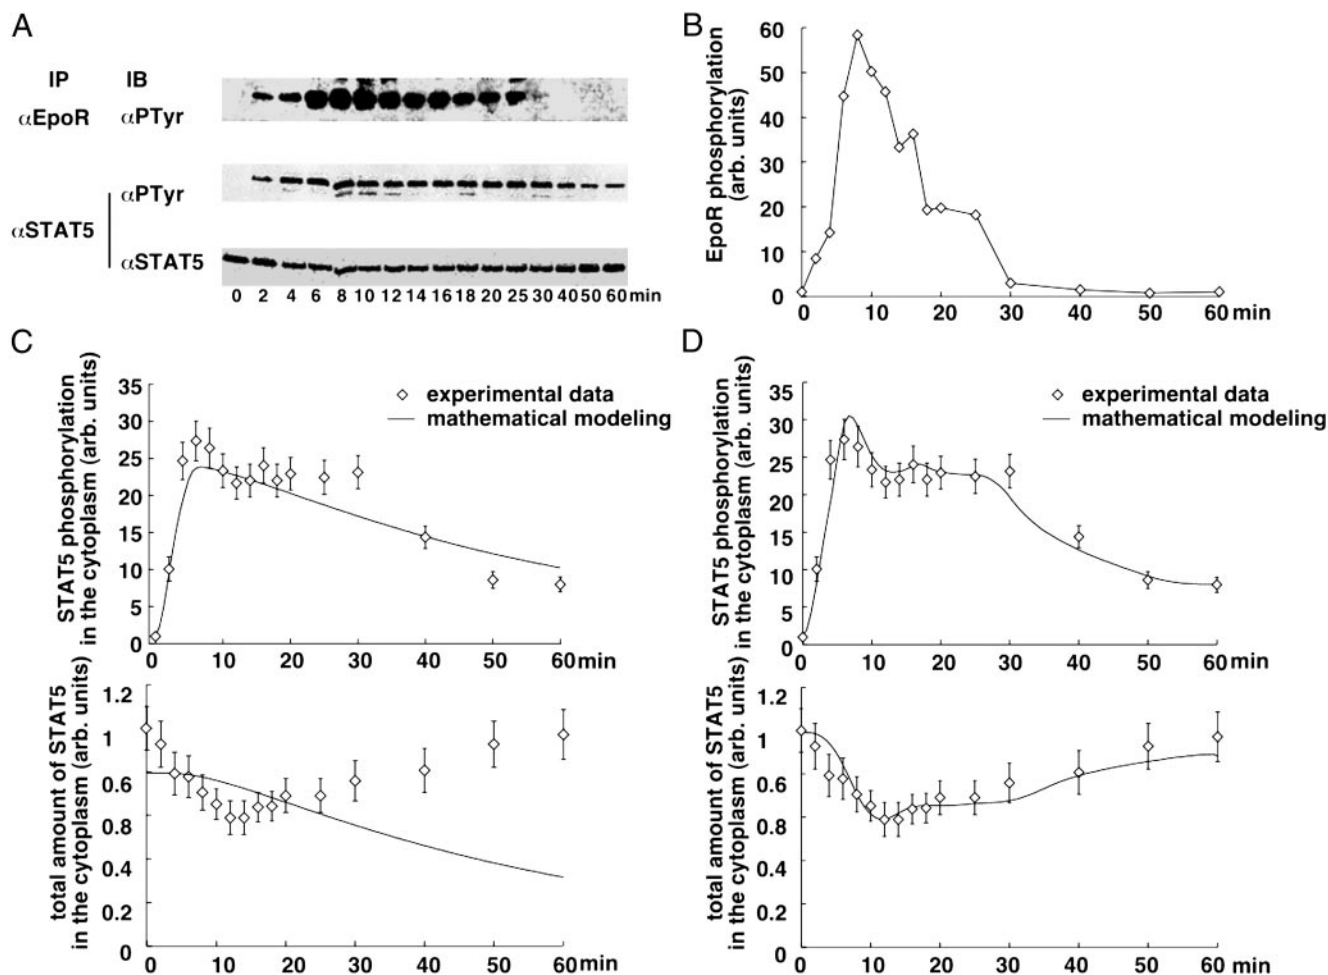 A
IP IB
αEpoR αPTyr
αPTyr
αSTAT5
αSTAT5
0 2 4 6 8 10 12 14 16 18 20 25 30 40 50 60 min
B
EpoR phosphorylation
(arb. units)
60
50
40
30
20
10
0
0 10 20 30 40 50 60 min
C
STAT5 phosphorylation
in the cytoplasm (arb. units)
35
30
25
20
15
10
5
0
experimental data
mathematical modeling
0 10 20 30 40 50 60 min
total amount of STAT5
in the cytoplasm (arb. units)
1.2
1
0.6
0.8
0.4
0.2
0
0 10 20 30 40 50 60 min
D
STAT5 phosphorylation
in the cytoplasm (arb. units)
35
30
25
20
15
10
5
0
experimental data
mathematical modeling
0 10 20 30 40 50 60 min
total amount of STAT5
in the cytoplasm (arb. units)
1.2
1
0.6
0.8
0.4
0.2
0
0 10 20 30 40 50 60 min